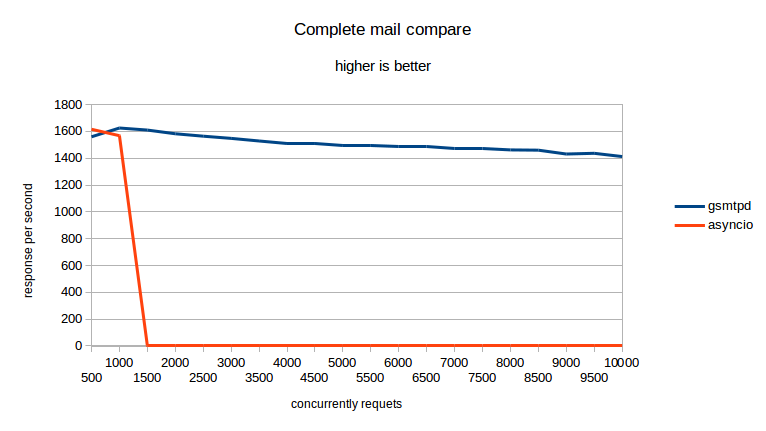 Complete mail compare
higher is better
1800
1600
1400
1200
1000
800
600
400
200
0
response per second
1000 2000 3000 4000 5000 6000 7000 8000 9000 10000
500 1500 2500 3500 4500 5500 6500 7500 8500 9500
concurrently requets
gsmtpd
asyncio